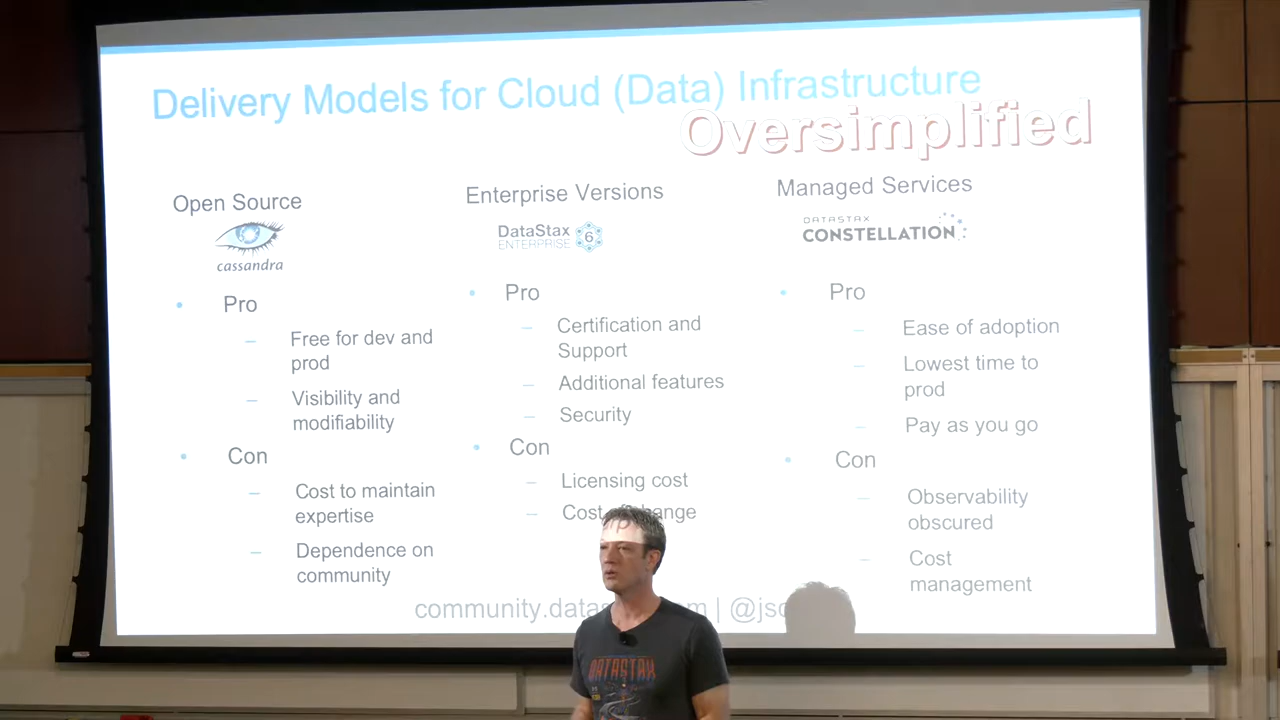 Delivery Models for Cloud (Data) Infrastructure
Oversimplified
Open Source
cassandra
• Pro
– Free for dev and
prod
– Visibility and
modifiability
• Con
– Cost to maintain
expertise
– Dependence on
community
Enterprise Versions
DataStax
ENTERPRISE 6
• Pro
– Certification and
Support
– Additional features
– Security
• Con
– Licensing cost
– Cost of change
Managed Services
DATASTAX
CONSTELLATION
• Pro
– Ease of adoption
– Lowest time to
prod
– Pay as you go
• Con
– Observability
obscured
– Cost
management
| 
DATASTAX